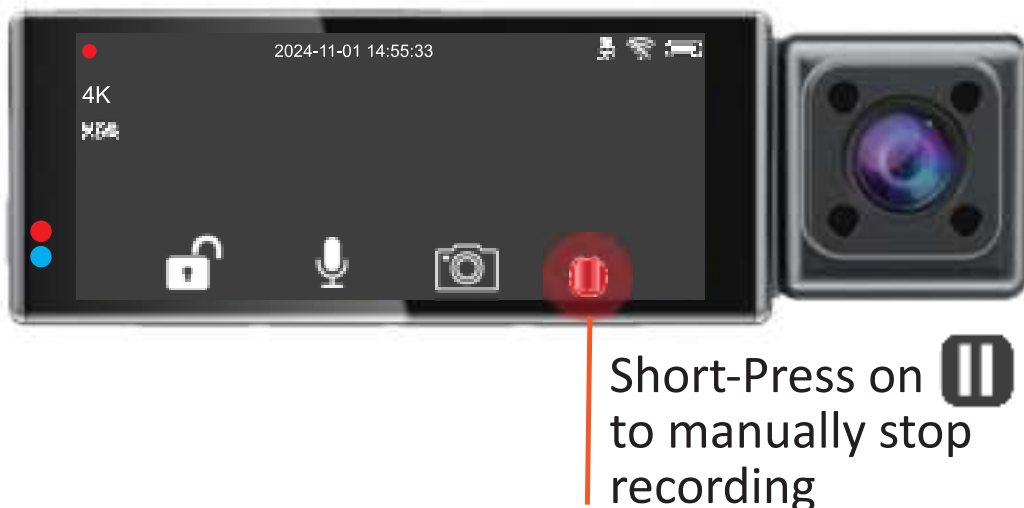 2024-11-01 14:55:33
4K
Short-Press on
to manually stop
recording